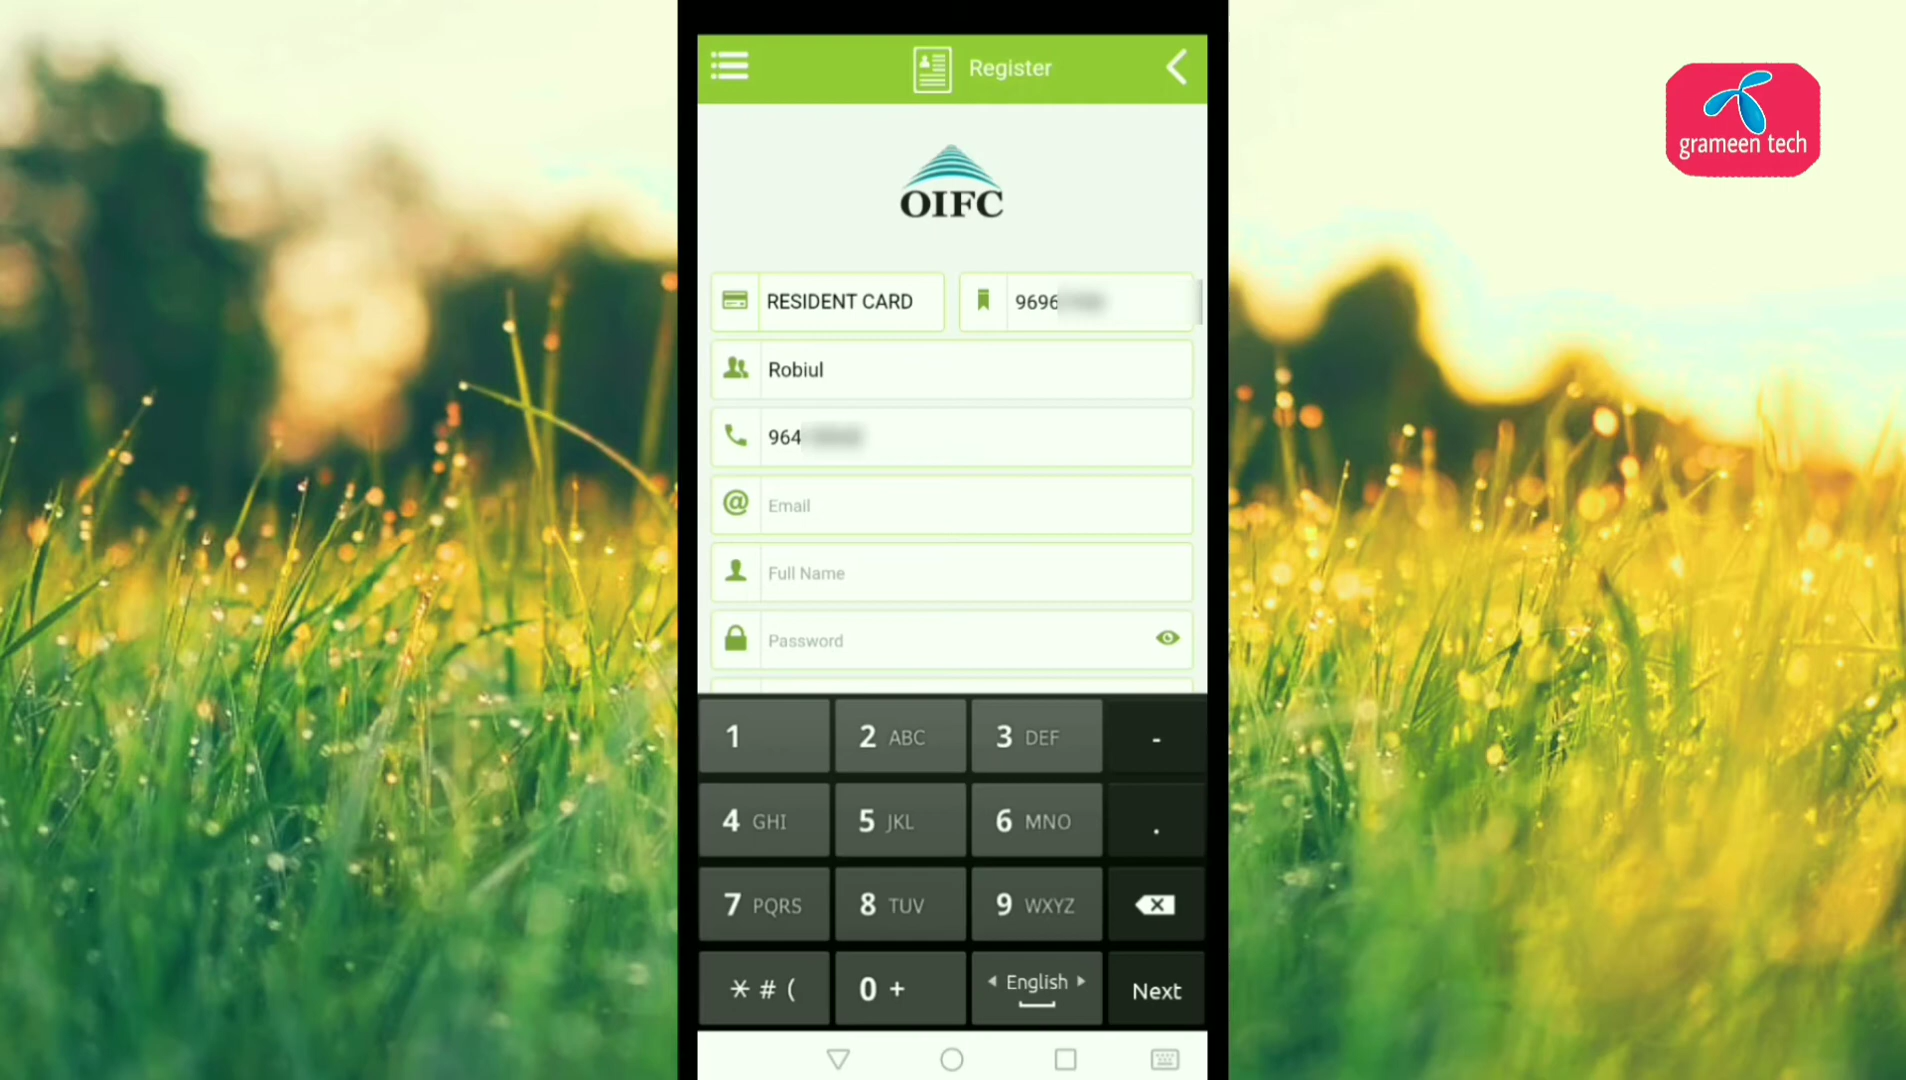 Register
grameen tech
OIFC
RESIDENT CARD
9696
Robiul
964
@ Email
Full Name
Password
1
2 ABC
3 DEF
-
4 GHI
5 JKL
6 MNO
.
7 PQRS
8 TUV
9 WXYZ
* # (
0 +
English
Next